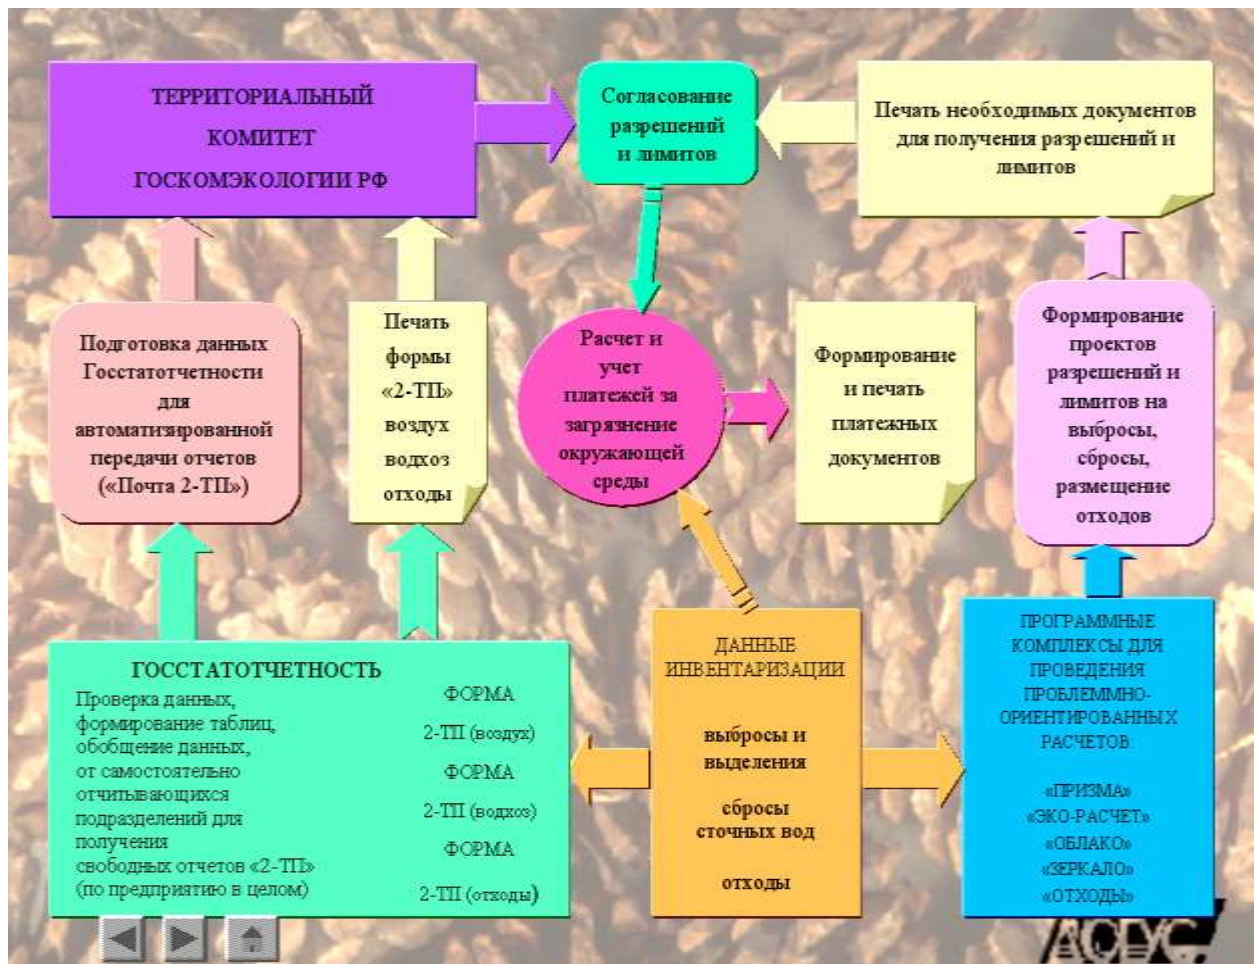 ТЕРРИТОРИАЛЬНЫЙ
КОМИТЕТ
ГОСКОМЭКОЛОГИИ РФ
Согласование
разрешений
и лимитов
Печать необходимых документов
для получения разрешений и
лимитов
Подготовка данных
Госстатотчетности
для
автоматизированной
передачи отчетов
(«Почта 2-ТП»)
Печать
формы
«2-ТП»
воздух
водхоз
отходы
Расчет и
учет
платежей за
загрязнение
окружающей
среды
Формирование
и печать
платежных
документов
Формирование
проектов
разрешений и
лимитов на
выбросы,
сбросы,
размещение
отходов
ГОССТАТОТЧЕТНОСТЬ
Проверка данных,
формирование таблиц,
обобщение данных,
от самостоятельно
отчитывающихся
подразделений для
получения
свободных отчетов «2-ТП»
(по предприятию в целом)
ФОРМА
2-ТП (воздух)
ФОРМА
2-ТП (водхоз)
ФОРМА
2-ТП (отходы)
ДАННЫЕ
ИНВЕНТАРИЗАЦИИ
выбросы и
выделения
сбросы
сточных вод
отходы
ПРОГРАММНЫЕ
КОМПЛЕКСЫ ДЛЯ
ПРОВЕДЕНИЯ
ПРОБЛЕММНО-
ОРИЕНТИРОВАННЫХ
РАСЧЕТОВ:
«ПРИЗМА»
«ЭКО-РАСЧЕТ»
«ОБЛАКО»
«ЗЕРКАЛО»
«ОТХОДЫ»